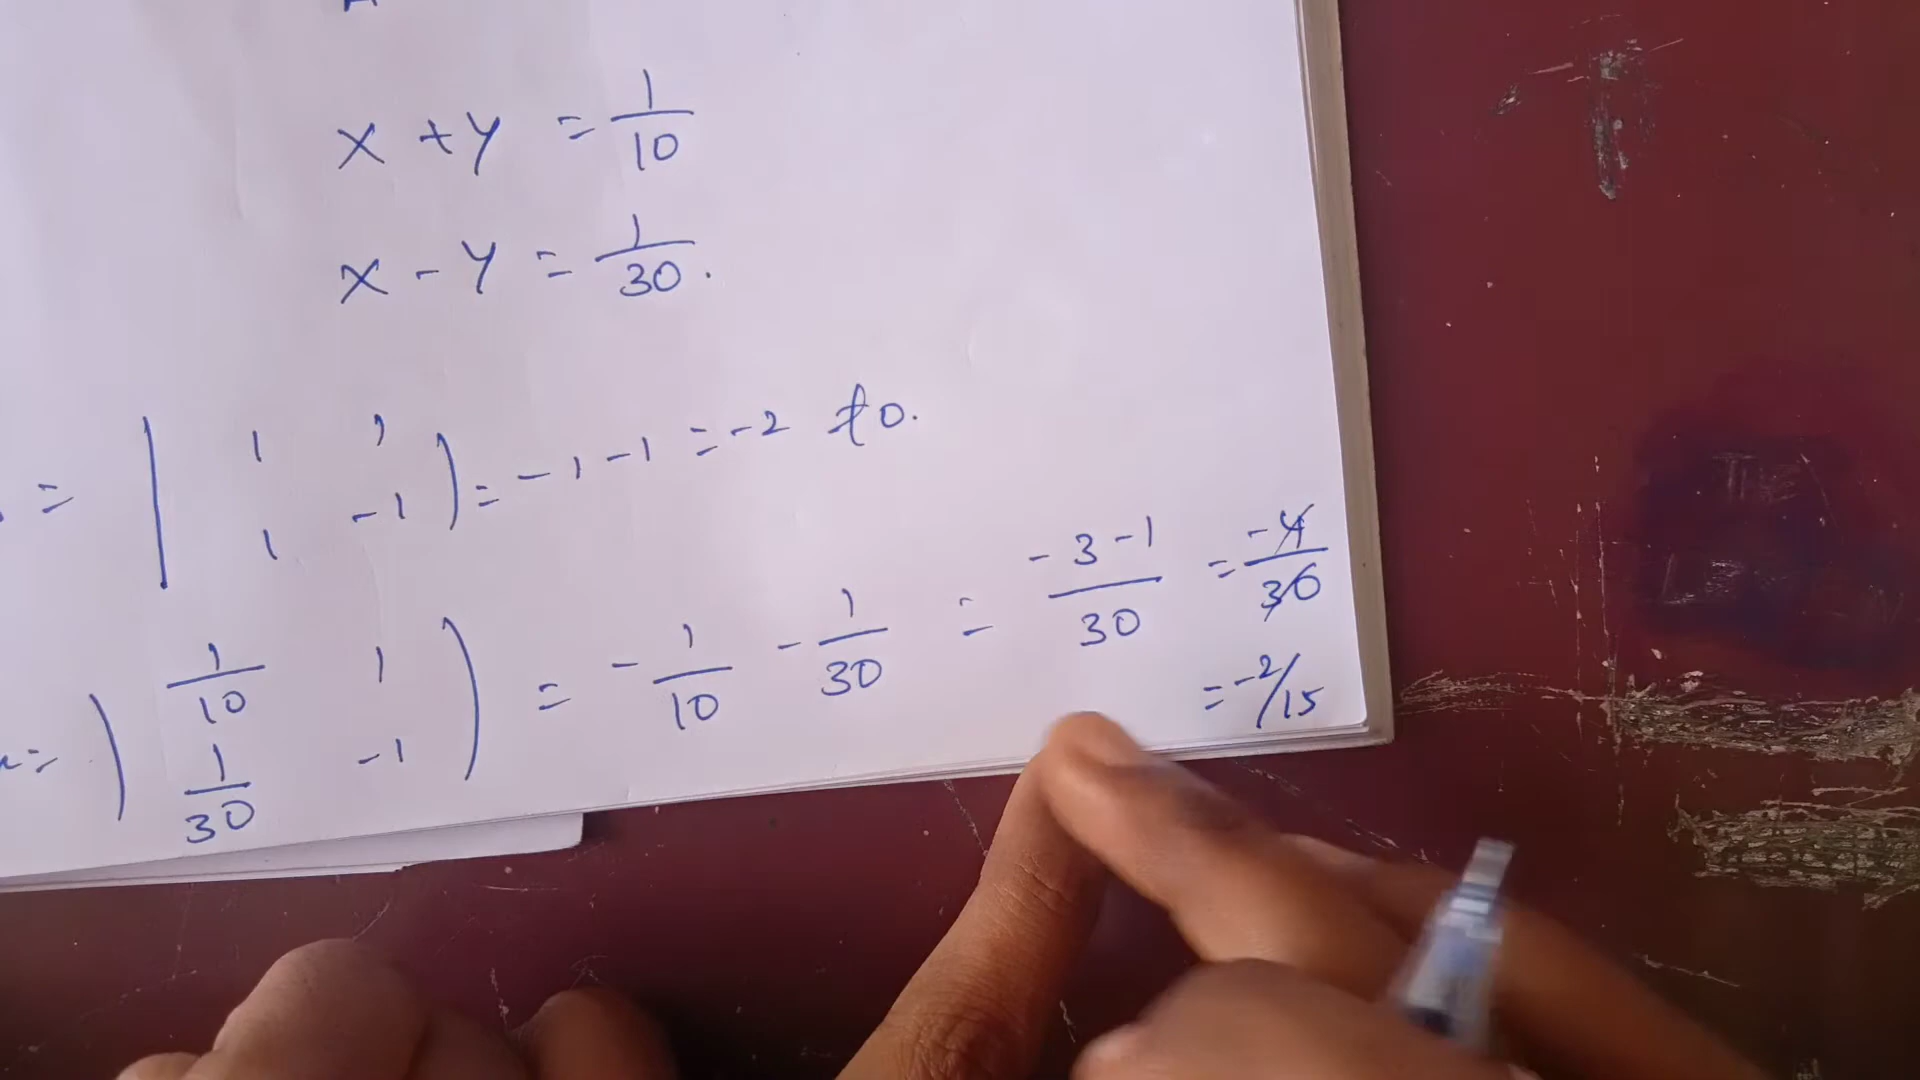 x + y = 1/10
x - y = 1/30.
= | 1 1 1 -1 | = -1 -1 = -2 ≠ 0.
= | 1/10 1 1/30 -1 | = -1/10 - 1/30 = -3-1/30 = -4/30
= -2/15